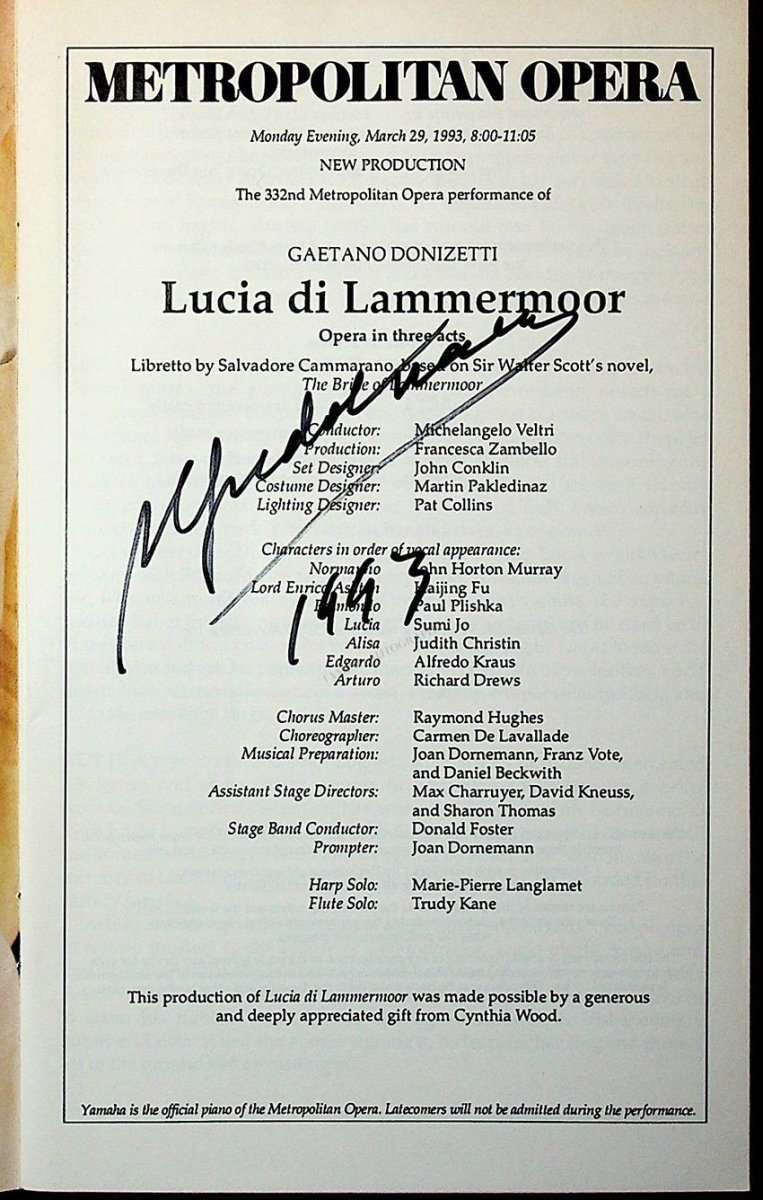 METROPOLITAN OPERA
Monday Evening, March 29, 1993, 8:00-11:05
NEW PRODUCTION
The 332nd Metropolitan Opera performance of
GAETANO DONIZETTI
Lucia di Lammermoor
Opera in three acts
Libretto by Salvadore Cammarano, based on Sir Walter Scott's novel,
The Bride of Lammermoor
Alfredo Kraus
1993
Conductor: Michelangelo Veltri
Production: Francesca Zambello
Set Designer: John Conklin
Costume Designer: Martin Pakledinaz
Lighting Designer: Pat Collins
Characters in order of vocal appearance:
Normanno John Horton Murray
Lord Enrico Ashton Haijing Fu
Raimondo Paul Plishka
Lucia Sumi Jo
Alisa Judith Christin
Edgardo Alfredo Kraus
Arturo Richard Drews
Chorus Master: Raymond Hughes
Choreographer: Carmen De Lavallade
Musical Preparation: Joan Dornemann, Franz Vote,
and Daniel Beckwith
Assistant Stage Directors: Max Charruyer, David Kneuss,
and Sharon Thomas
Stage Band Conductor: Donald Foster
Prompter: Joan Dornemann
Harp Solo: Marie-Pierre Langlamet
Flute Solo: Trudy Kane
This production of Lucia di Lammermoor was made possible by a generous
and deeply appreciated gift from Cynthia Wood.
Yamaha is the official piano of the Metropolitan Opera. Latecomers will not be admitted during the performance.